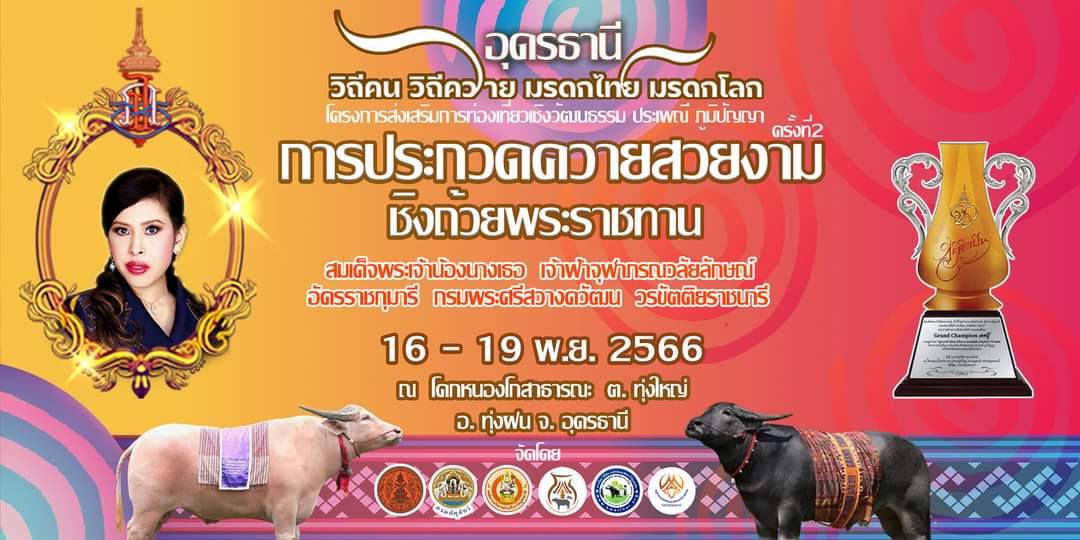 อุดรธานี
วิถีคน วิถีควาย มรดกไทย มรดกโลก
โครงการส่งเสริมการท่องเที่ยวเชิงวัฒนธรรม ประเพณี ภูมิปัญญา
ครั้งที่2
การประกวดควายสวยงาม
ชิงถ้วยพระราชทาน
สมเด็จพระเจ้าน้องนางเธอ เจ้าฟ้าจุฬาภรณวลัยลักษณ์
อัครราชกุมารี กรมพระศรีสวางควัฒน วรขัตติยราชนารี
16 - 19 พ.ย. 2566
ณ โคกหนองโกสาธารณะ ต. ทุ่งใหญ่
อ. ทุ่งฝน จ. อุดรธานี
จัดโดย
Grand Champion